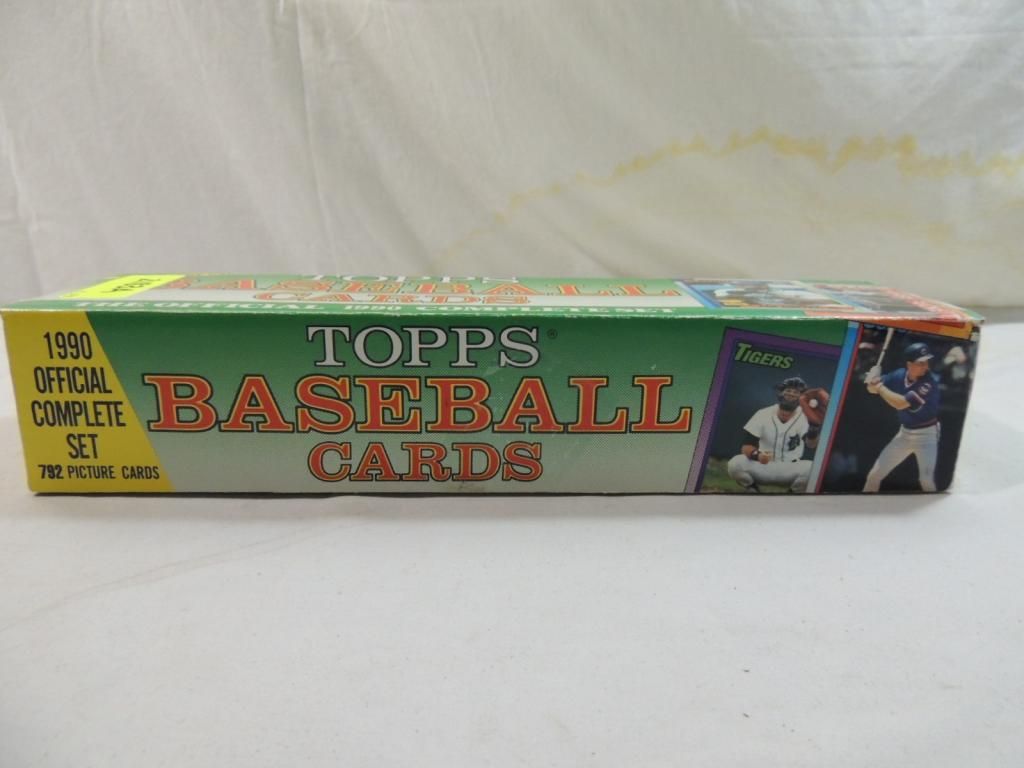 TOPPS
BASEBALL
CARDS
THE OFFICIAL 1990 COMPLETE SET
1990
OFFICIAL
COMPLETE
SET
792 PICTURE CARDS
TOPPS®
BASEBALL
CARDS
TIGERS